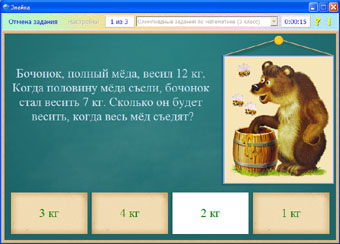 Знайка
Отмена задания Настройки 1 из 3 Олимпиадные задания по математике (3 класс) 0:00:15 ?
Бочонок, полный мёда, весил 12 кг.
Когда половину мёда съели, бочонок
стал весить 7 кг. Сколько он будет
весить, когда весь мёд съедят?
3 кг 4 кг 2 кг 1 кг